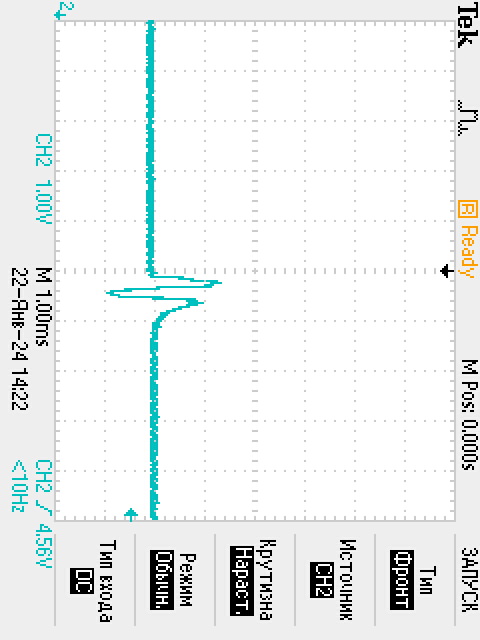 Tek
R Ready
M Pos: 0.000s
ЗАПУСК
Тип
Фронт
Источник
CH2
Крутизна
Нараст
Режим
Обычн.
Тип входа
DC
2
CH2 1.00V
M 1.00ms
CH2 / 4.56V
22-Янв-24 14:22
<10Hz